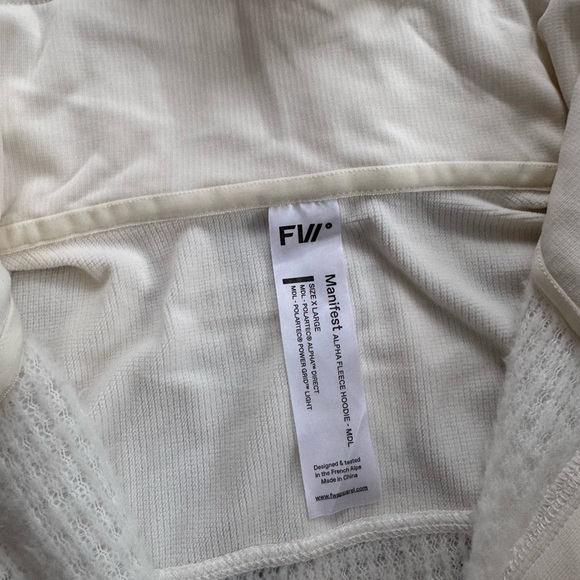 FW°
Manifest ALPHA FLEECE HOODIE - MDL
SIZE X LARGE
MDL - POLARTEC® ALPHA™ DIRECT
MDL - POLARTEC® POWER GRID™ LIGHT
Designed & tested
in the French Alps
Made in China
www.fwapparel.com